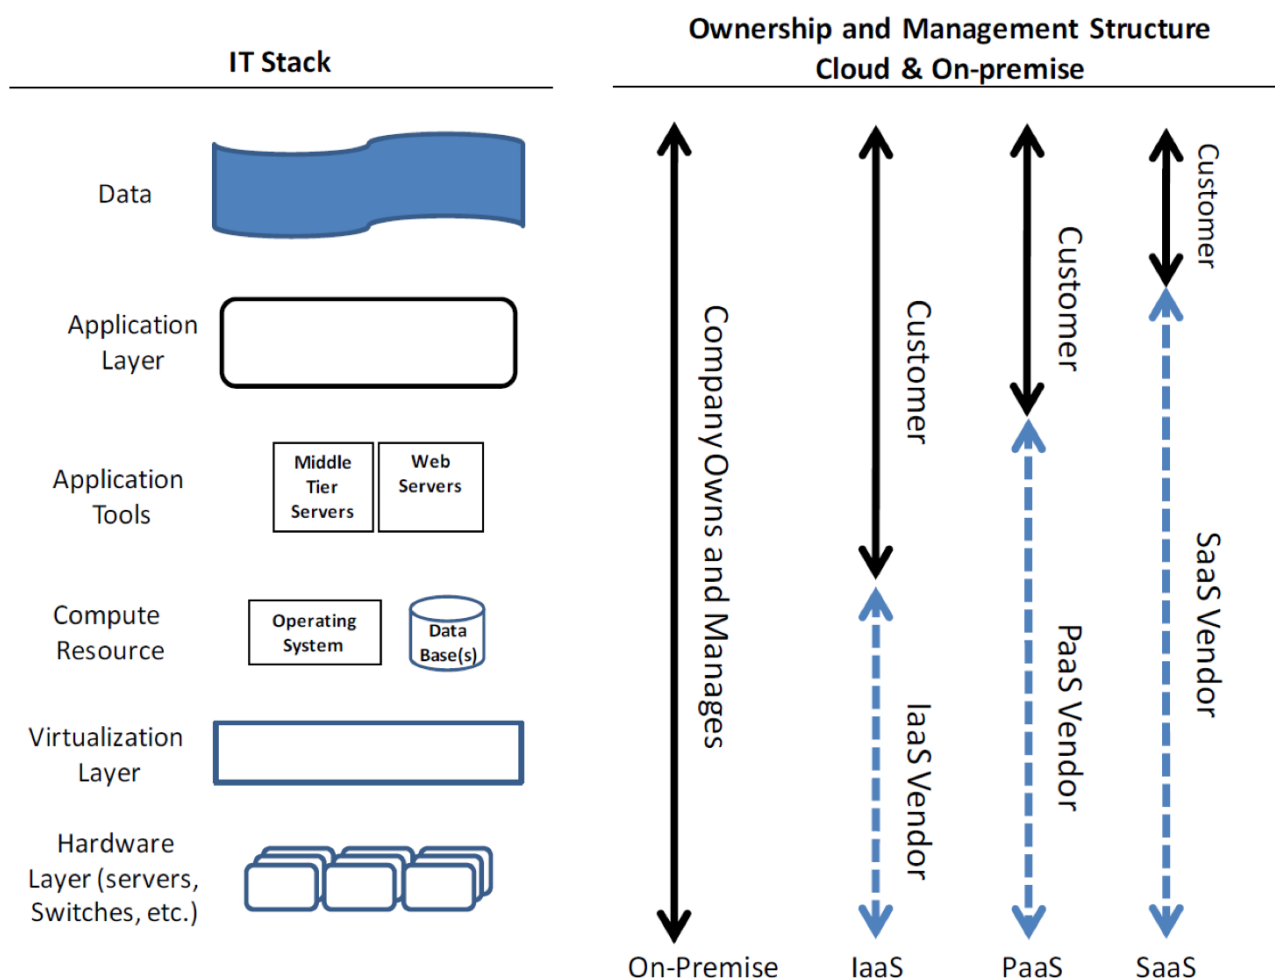 IT Stack
Ownership and Management Structure
Cloud & On-premise
Data
Application
Layer
Application
Tools
Middle
Tier
Servers
Web
Servers
Compute
Resource
Operating
System
Data
Base(s)
Virtualization
Layer
Hardware
Layer (servers,
Switches, etc.)
Company Owns and Manages
Customer
IaaS Vendor
Customer
PaaS Vendor
Customer
SaaS Vendor
On-Premise
IaaS
PaaS
SaaS